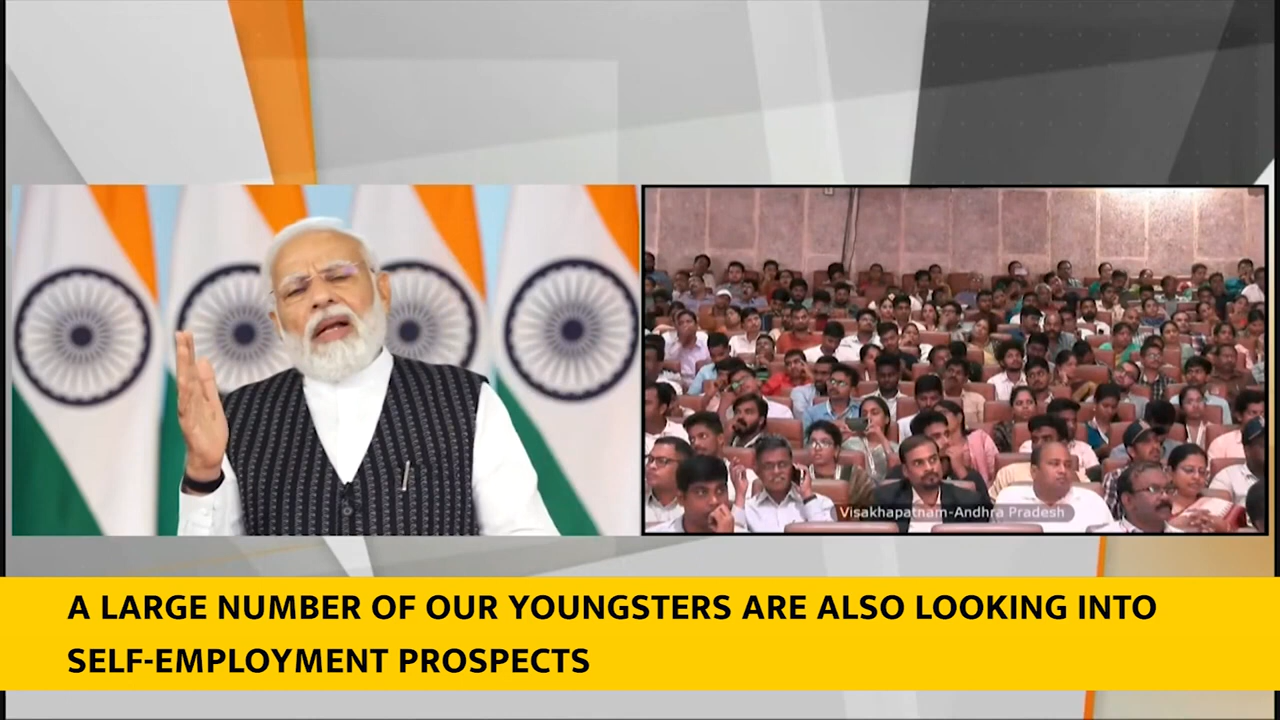 Visakhapatnam-Andhra Pradesh
A LARGE NUMBER OF OUR YOUNGSTERS ARE ALSO LOOKING INTO
SELF-EMPLOYMENT PROSPECTS